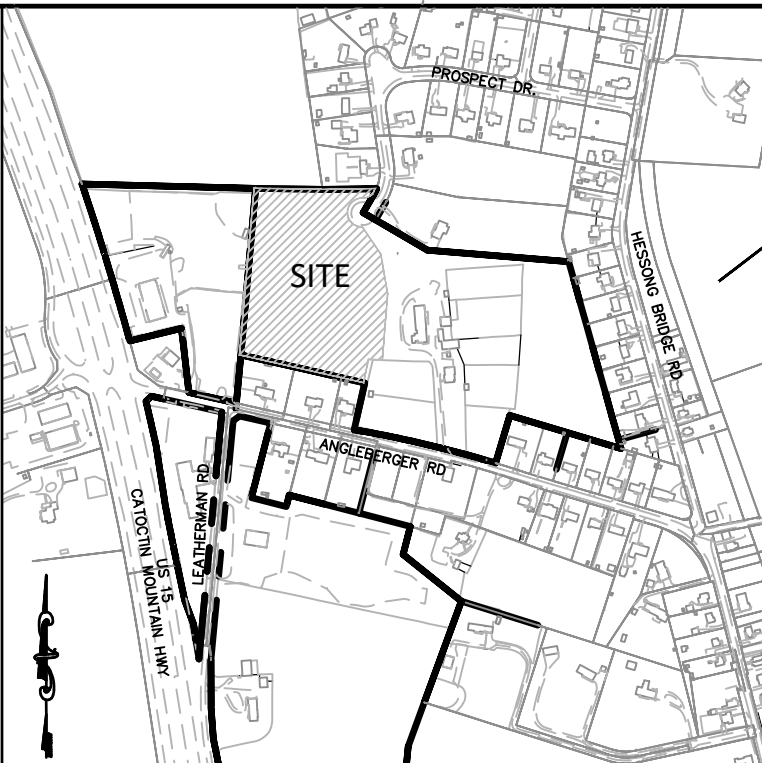 PROSPECT DR.
SITE
HESSONG BRIDGE RD
ANGLEBERGER RD
LEATHERMAN RD
US 15
CATOCTIN MOUNTAIN HWY